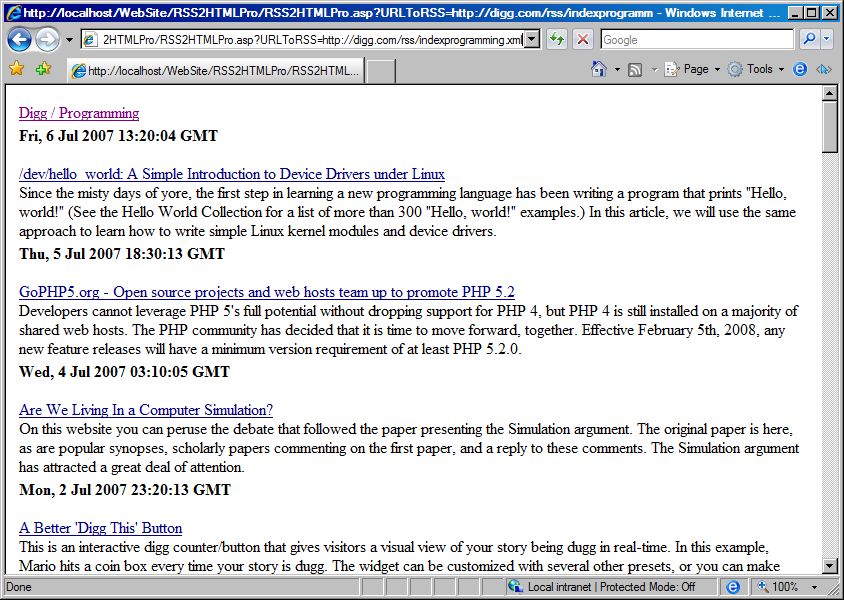 http://localhost/WebSite/RSS2HTMLPro/RSS2HTMLPro.asp?URLToRSS=http://digg.com/rss/indexprogramm - Windows Internet ...
2HTMLPro/RSS2HTMLPro.asp?URLToRSS=http://digg.com/rss/indexprogramming.xml
Google
http://localhost/WebSite/RSS2HTMLPro/RSS2HTML...
Page
Tools
Digg / Programming
Fri, 6 Jul 2007 13:20:04 GMT
/dev/hello_world: A Simple Introduction to Device Drivers under Linux
Since the misty days of yore, the first step in learning a new programming language has been writing a program that prints "Hello,
world!" (See the Hello World Collection for a list of more than 300 "Hello, world!" examples.) In this article, we will use the same
approach to learn how to write simple Linux kernel modules and device drivers.
Thu, 5 Jul 2007 18:30:13 GMT
GoPHP5.org - Open source projects and web hosts team up to promote PHP 5.2
Developers cannot leverage PHP 5's full potential without dropping support for PHP 4, but PHP 4 is still installed on a majority of
shared web hosts. The PHP community has decided that it is time to move forward, together. Effective February 5th, 2008, any
new feature releases will have a minimum version requirement of at least PHP 5.2.0.
Wed, 4 Jul 2007 03:10:05 GMT
Are We Living In a Computer Simulation?
On this website you can peruse the debate that followed the paper presenting the Simulation argument. The original paper is here,
as are popular synopses, scholarly papers commenting on the first paper, and a reply to these comments. The Simulation argument
has attracted a great deal of attention.
Mon, 2 Jul 2007 23:20:13 GMT
A Better 'Digg This' Button
This is an interactive digg counter/button that gives visitors a visual view of your story being dugg in real-time. In this example,
Mario hits a coin box every time your story is dugg. The widget can be customized with several other presets, or you can make
Done
Local intranet | Protected Mode: Off
100%